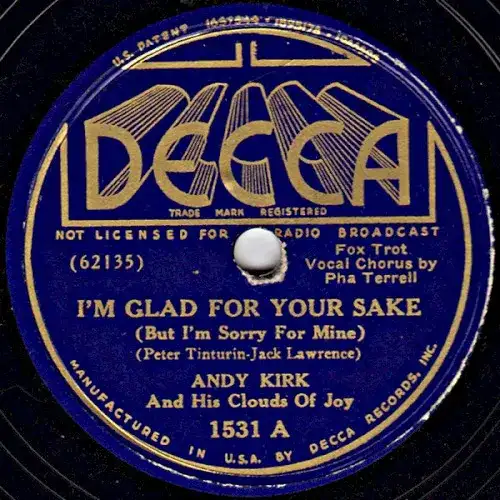 U.S. PATENT
DECCA
TRADE MARK REGISTERED
NOT LICENSED FOR RADIO BROADCAST
Fox Trot
(62135)
Vocal Chorus by
Pha Terrell
I'M GLAD FOR YOUR SAKE
(But I'm Sorry For Mine)
(Peter Tinturin-Jack Lawrence)
ANDY KIRK
And His Clouds Of Joy
1531 A
MANUFACTURED IN U.S.A. BY DECCA RECORDS, INC.